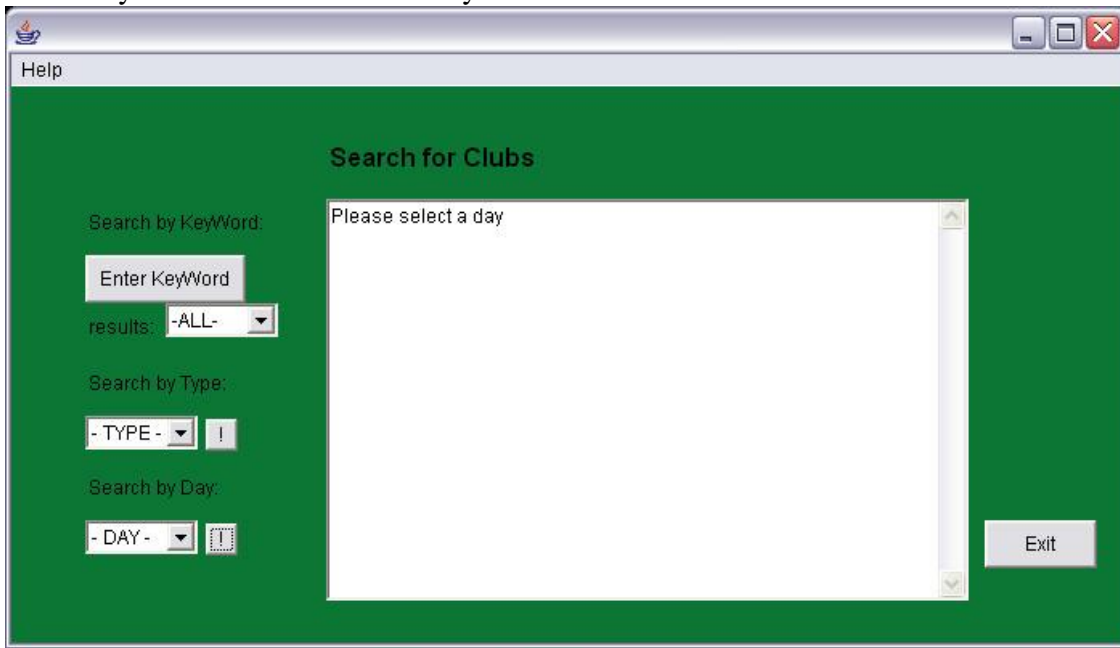 Help
Search for Clubs
Search by KeyWord:
Please select a day
Enter KeyWord
results: -ALL-
Search by Type:
- TYPE - !
Search by Day:
- DAY - !
Exit